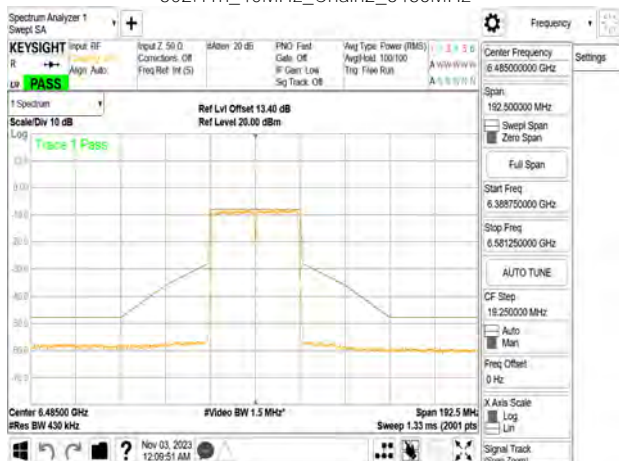 Spectrum Analyzer 1
Swept SA
Frequency
Settings
KEYSIGHT
Input: RF
Align: Auto
Input Z: 50 Ω
Corrections: Off
Freq Ref: Int (S)
#Atten: 20 dB
PNO: Fast
Gate: Off
IF Gain: Low
Sig Track: Off
Avg Type: Power (RMS)
Avg|Hold: 100/100
Trig: Free Run
PASS
1 Spectrum
Scale/Div 10 dB
Ref Lvl Offset 13.40 dB
Ref Level 20.00 dBm
Log
Trace 1 Pass
Center 6.48500 GHz
#Res BW 430 kHz
#Video BW 1.5 MHz*
Span 192.5 MHz
Sweep 1.33 ms (2001 pts)
Center Frequency
6.485000000 GHz
Span
192.500000 MHz
Swept Span
Zero Span
Full Span
Start Freq
6.388750000 GHz
Stop Freq
6.581250000 GHz
AUTO TUNE
CF Step
19.250000 MHz
Auto
Man
Freq Offset
0 Hz
X Axis Scale
Log
Lin
Signal Track
Nov 03, 2023
12:09:51 AM